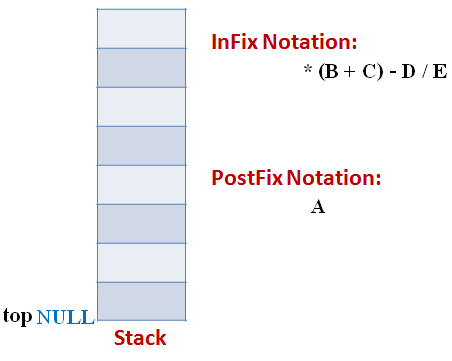 InFix Notation:
* (B + C) - D / E
PostFix Notation:
A
top NULL
Stack